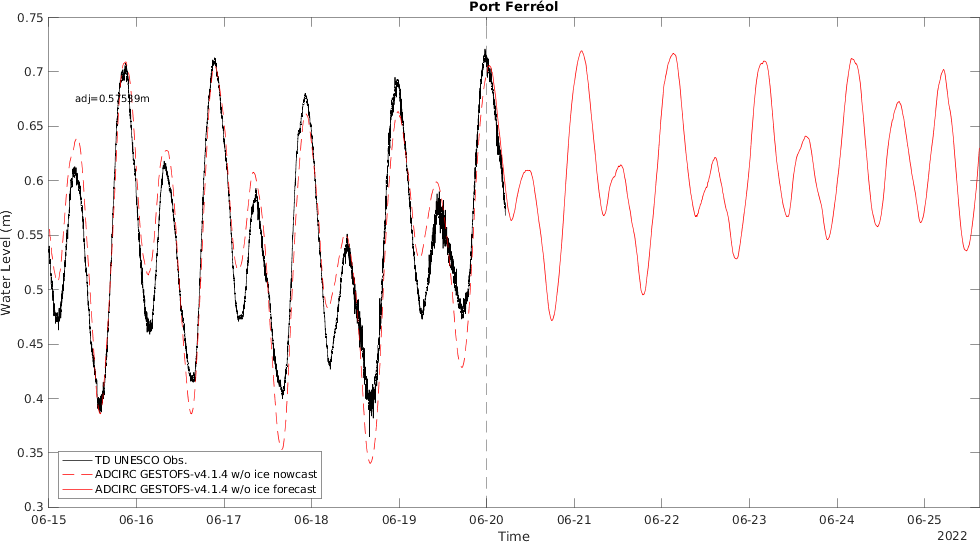 Port Ferréol
0.75
0.7
adj=0.57539m
0.65
0.6
0.55
0.5
0.45
0.4
0.35
0.3
Water Level (m)
TD UNESCO Obs.
ADCIRC GESTOFS-v4.1.4 w/o ice nowcast
ADCIRC GESTOFS-v4.1.4 w/o ice forecast
06-15 06-16 06-17 06-18 06-19 06-20 06-21 06-22 06-23 06-24 06-25
Time
2022